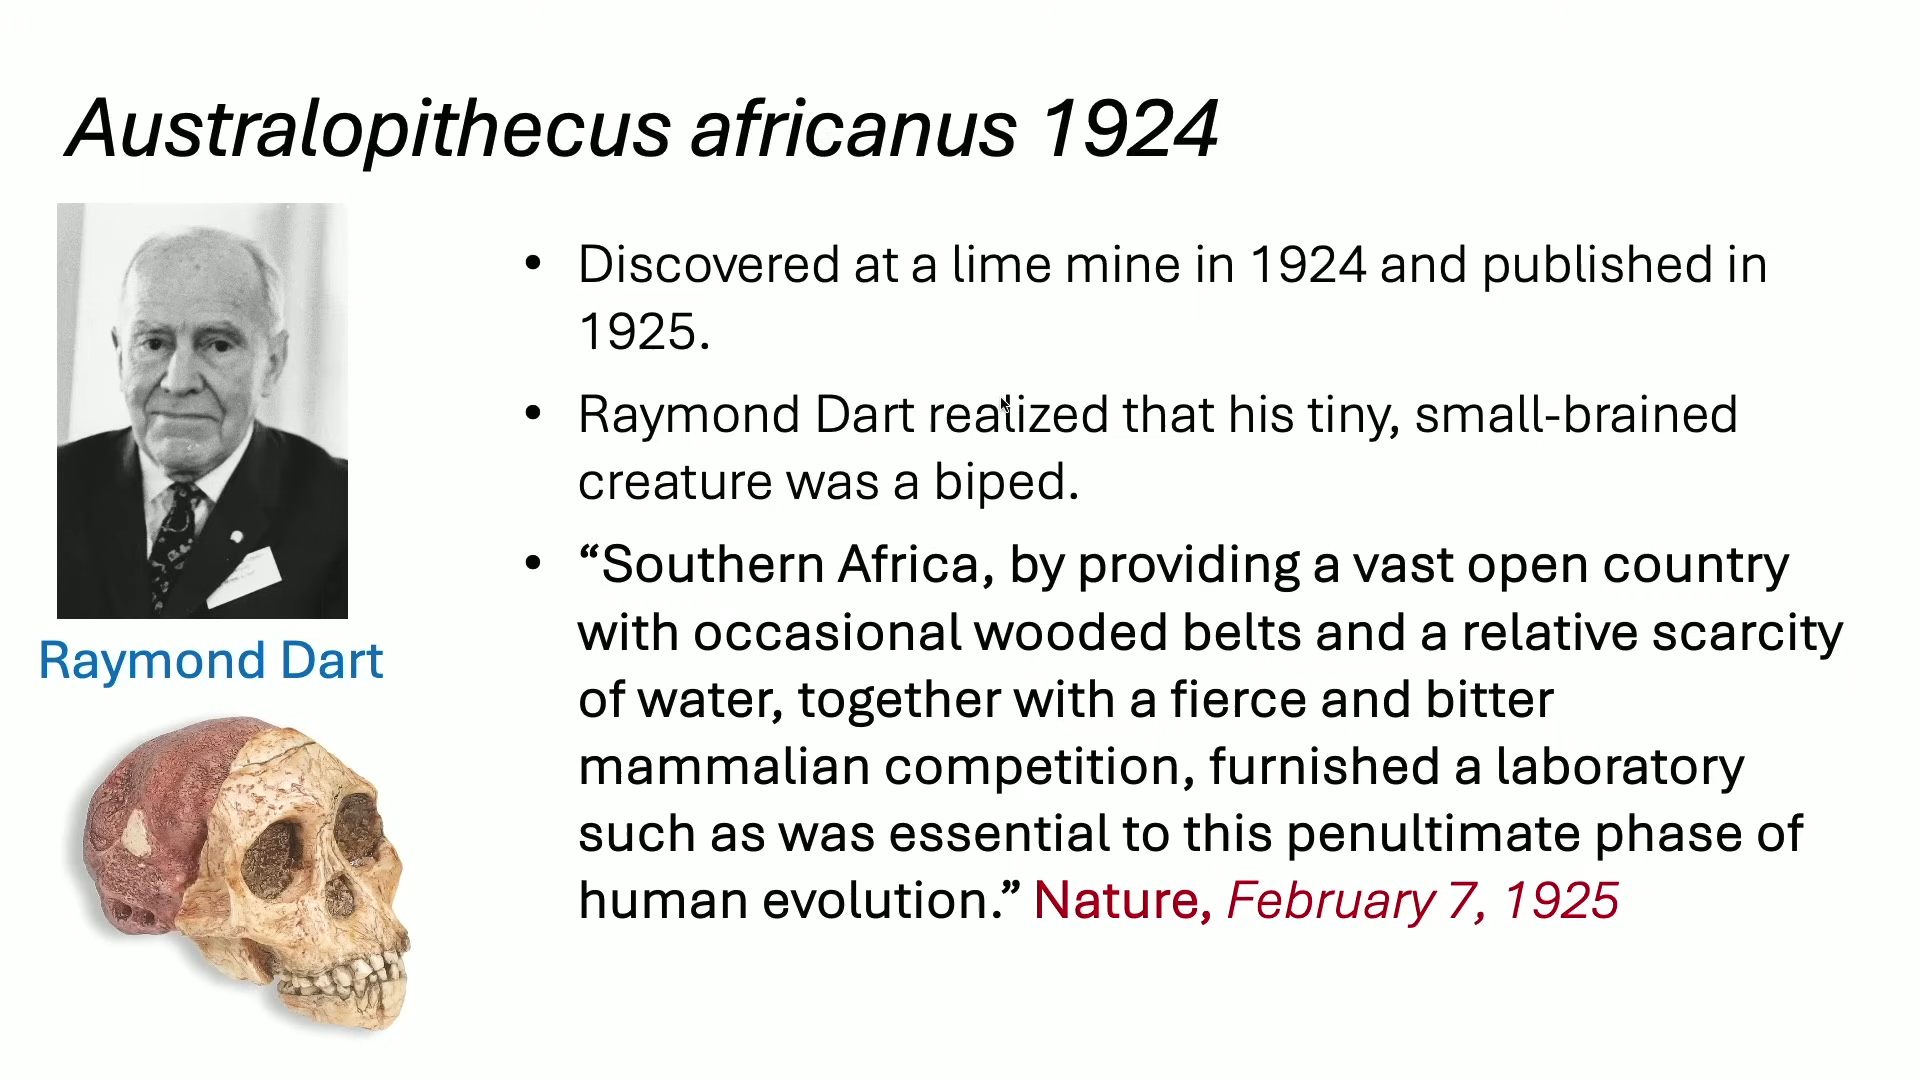 Australopithecus africanus 1924
• Discovered at a lime mine in 1924 and published in
1925.
• Raymond Dart realized that his tiny, small-brained
creature was a biped.
• “Southern Africa, by providing a vast open country
with occasional wooded belts and a relative scarcity
of water, together with a fierce and bitter
mammalian competition, furnished a laboratory
such as was essential to this penultimate phase of
human evolution.” Nature, February 7, 1925
Raymond Dart